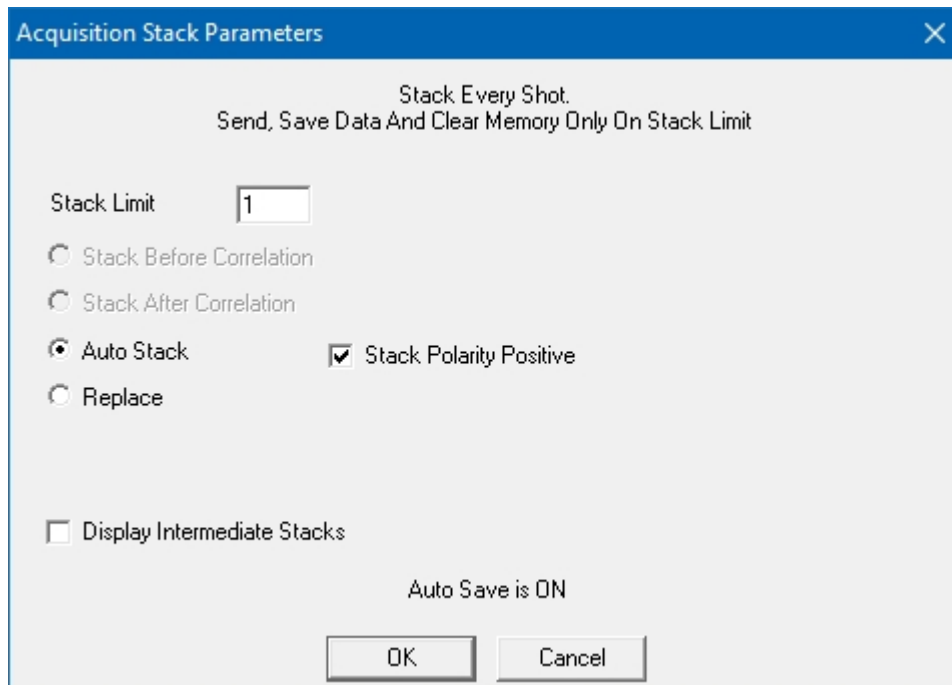 Acquisition Stack Parameters
Stack Every Shot.
Send, Save Data And Clear Memory Only On Stack Limit
Stack Limit 1
Stack Before Correlation
Stack After Correlation
Auto Stack Stack Polarity Positive
Replace
Display Intermediate Stacks
Auto Save is ON
OK Cancel